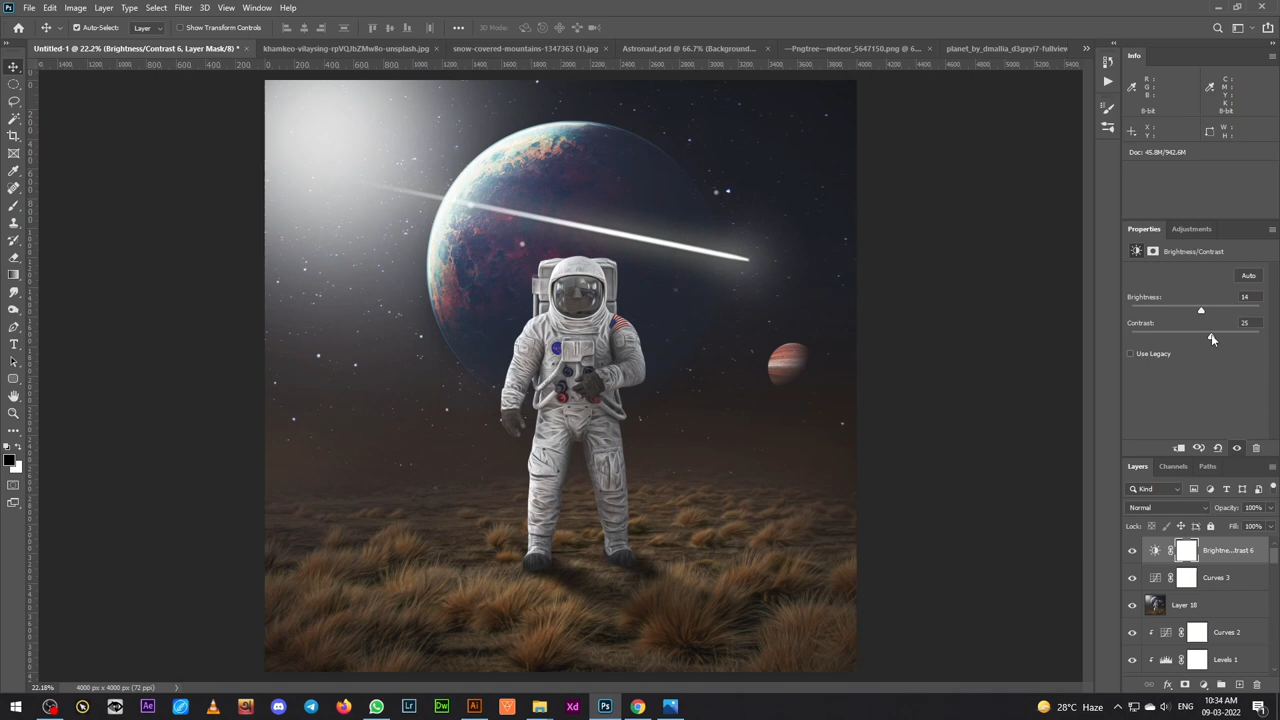 File Edit Image Layer Type Select Filter 3D View Window Help
Auto-Select: Layer Show Transform Controls 3D Mode:
Untitled-1 @ 22.2% (Brightness/Contrast 6, Layer Mask/8) * khamkeo-vilaysing-rpVQJbZMw8o-unsplash.jpg snow-covered-mountains-1347363 (1).jpg Astronaut.psd @ 66.7% (Background... —Pngtree—meteor_5647150.png @ 6... planet_by_dmallia_d3gxyi7-fullview
Info
R: G: B: 8-bit
C: M: Y: K: 8-bit
X: Y: W: H:
Doc: 45.8M/942.6M
Properties Adjustments
Brightness/Contrast
Auto
Brightness: 14
Contrast: 25
Use Legacy
Layers Channels Paths
Kind
Normal Opacity: 100%
Lock: Fill: 100%
Brightne...trast 6
Curves 3
Layer 18
Curves 2
Levels 1
22.18% 4000 px x 4000 px (72 ppi)
28°C Haze ENG 10:34 AM
09-03-2022